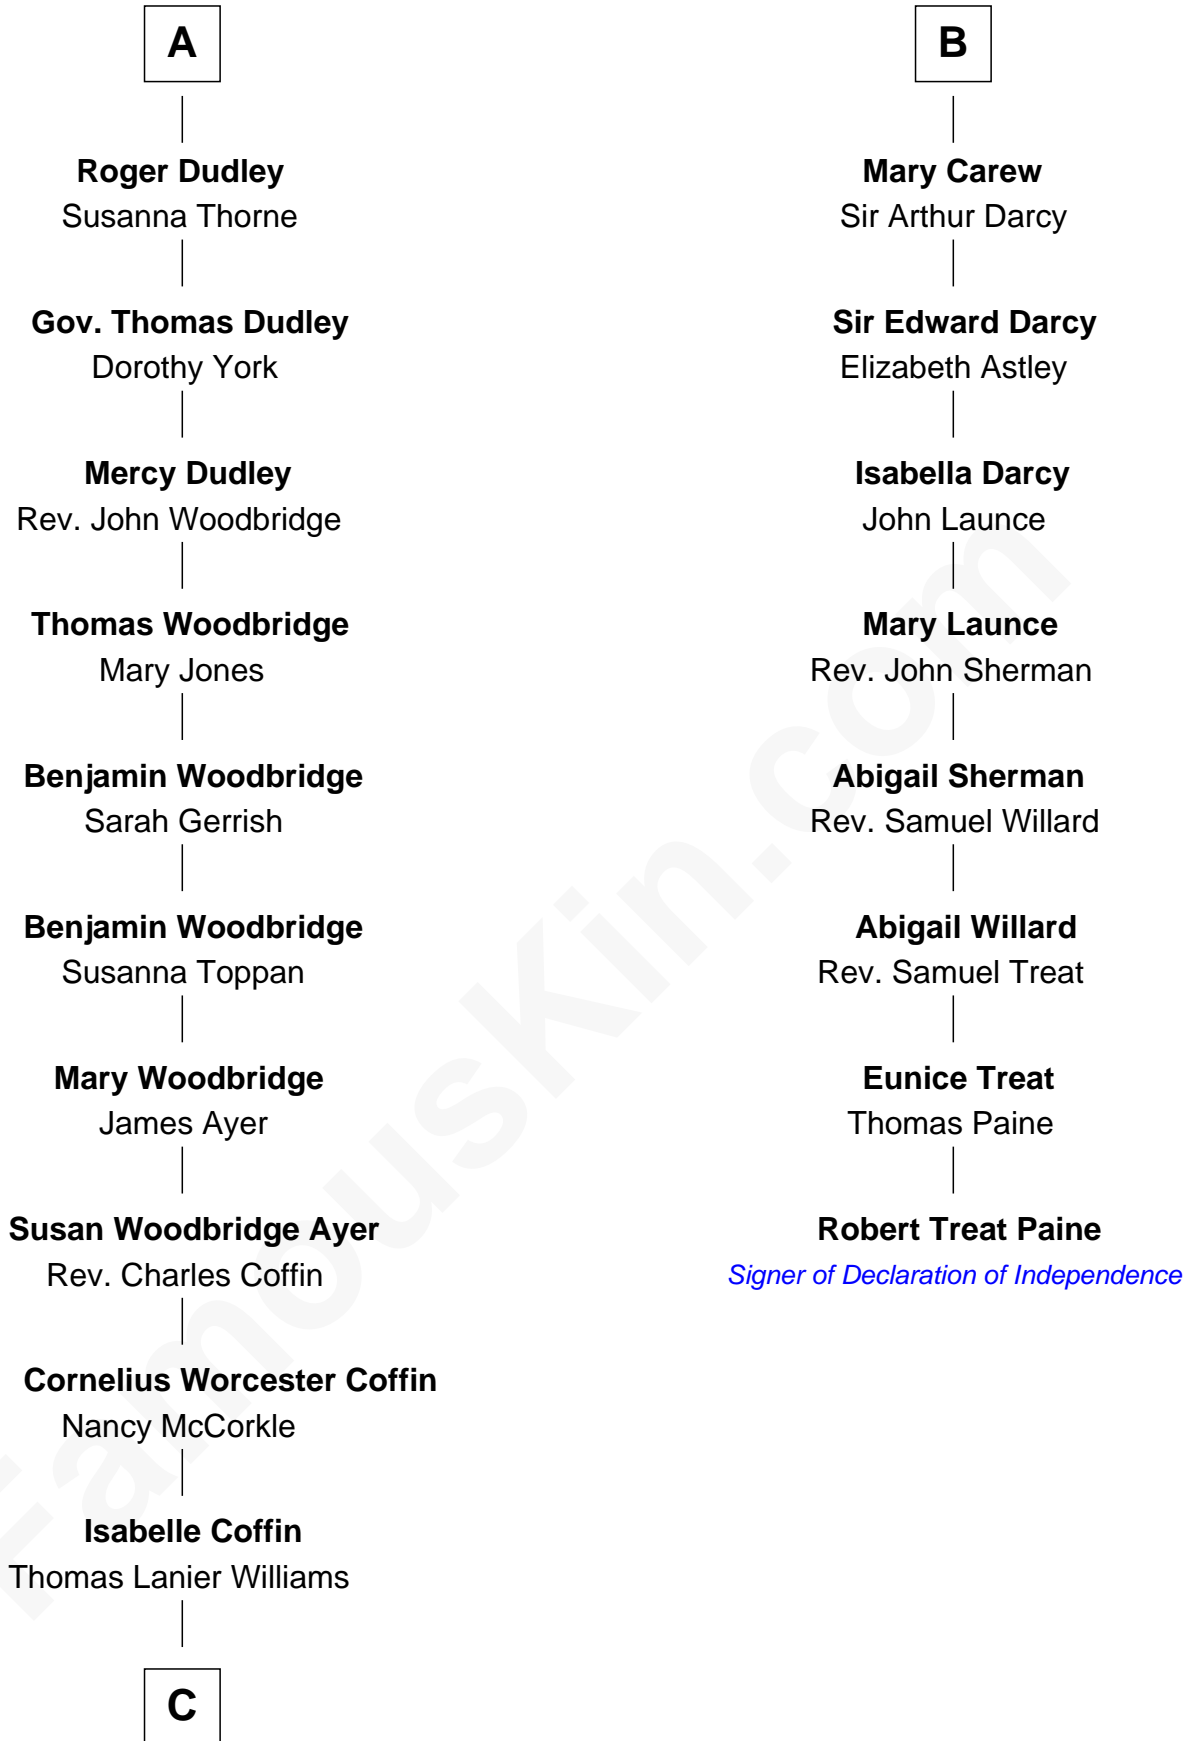 A
Roger Dudley
Susanna Thorne
Gov. Thomas Dudley
Dorothy York
Mercy Dudley
Rev. John Woodbridge
Thomas Woodbridge
Mary Jones
Benjamin Woodbridge
Sarah Gerrish
Benjamin Woodbridge
Susanna Toppan
Mary Woodbridge
James Ayer
Susan Woodbridge Ayer
Rev. Charles Coffin
Cornelius Worcester Coffin
Nancy McCorkle
Isabelle Coffin
Thomas Lanier Williams
C
B
Mary Carew
Sir Arthur Darcy
Sir Edward Darcy
Elizabeth Astley
Isabella Darcy
John Launce
Mary Launce
Rev. John Sherman
Abigail Sherman
Rev. Samuel Willard
Abigail Willard
Rev. Samuel Treat
Eunice Treat
Thomas Paine
Robert Treat Paine
Signer of Declaration of Independence
FamousKin.com